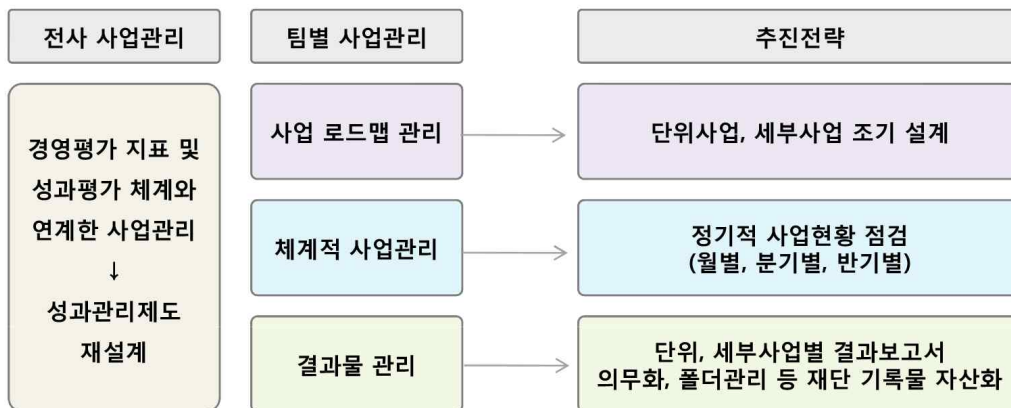 전사 사업관리
팀별 사업관리
추진전략
경영평가 지표 및
성과평가 체계와
연계한 사업관리
↓
성과관리제도
재설계
사업 로드맵 관리
단위사업, 세부사업 조기 설계
체계적 사업관리
정기적 사업현황 점검
(월별, 분기별, 반기별)
결과물 관리
단위, 세부사업별 결과보고서
의무화, 폴더관리 등 재단 기록물 자산화